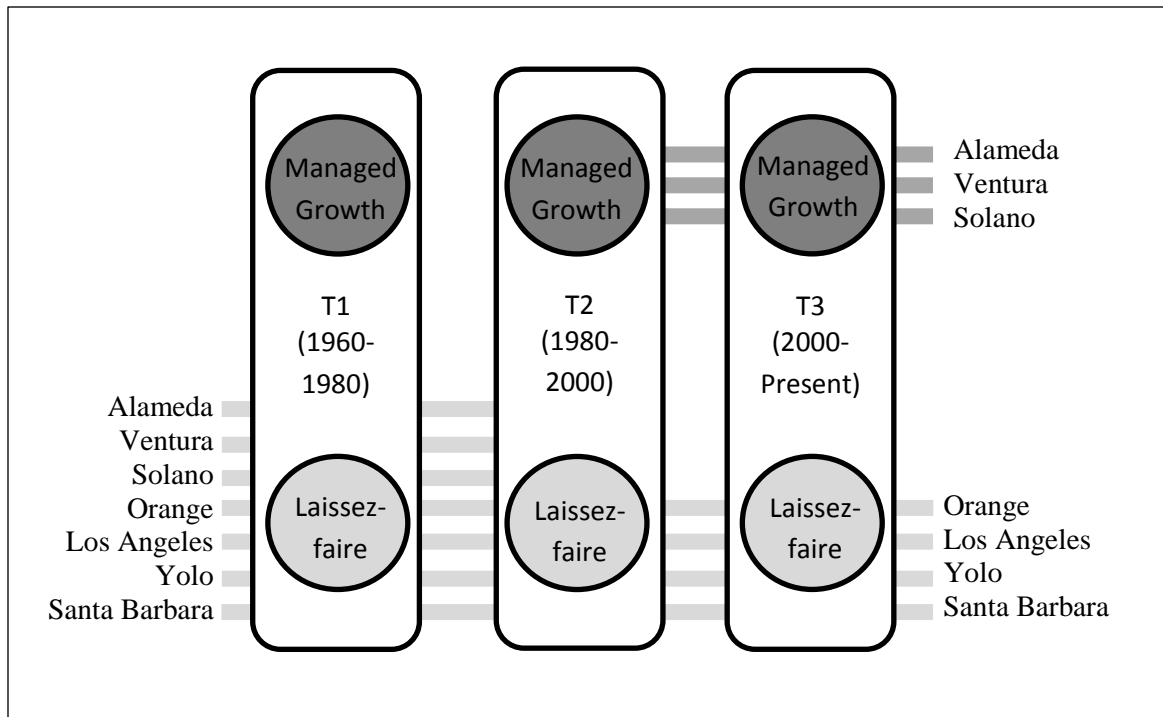 Managed
Growth
Managed
Growth
Managed
Growth
Alameda
Ventura
Solano
T1
(1960-
1980)
T2
(1980-
2000)
T3
(2000-
Present)
Alameda
Ventura
Solano
Orange
Los Angeles
Yolo
Santa Barbara
Laissez-
faire
Laissez-
faire
Laissez-
faire
Orange
Los Angeles
Yolo
Santa Barbara